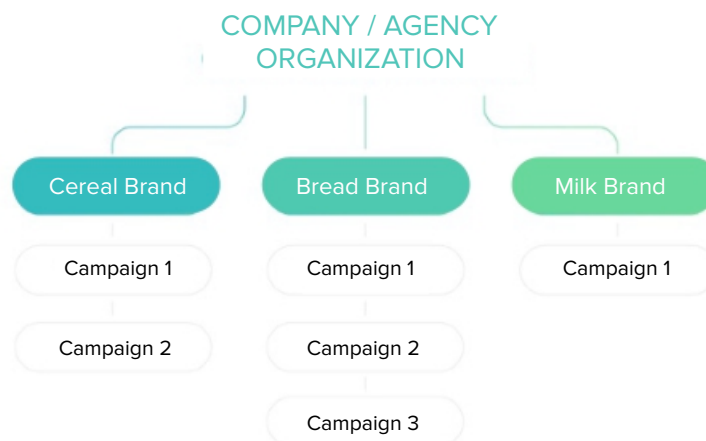 COMPANY / AGENCY
ORGANIZATION
Cereal Brand
Bread Brand
Milk Brand
Campaign 1
Campaign 1
Campaign 1
Campaign 2
Campaign 2
Campaign 3